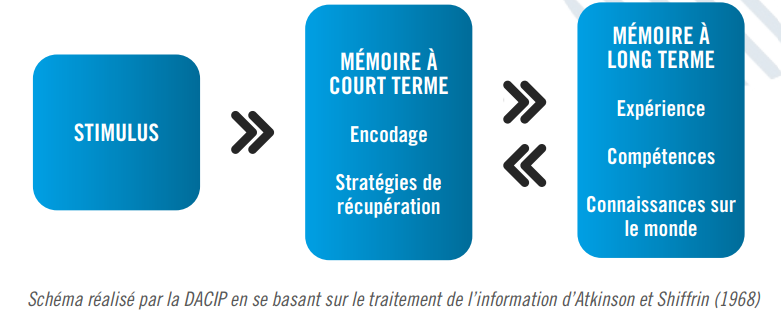 STIMULUS
MÉMOIRE À
COURT TERME
Encodage
Stratégies de
récupération
MÉMOIRE À
LONG TERME
Expérience
Compétences
Connaissances sur
le monde
Schéma réalisé par la DACIP en se basant sur le traitement de l’information d’Atkinson et Shiffrin (1968)